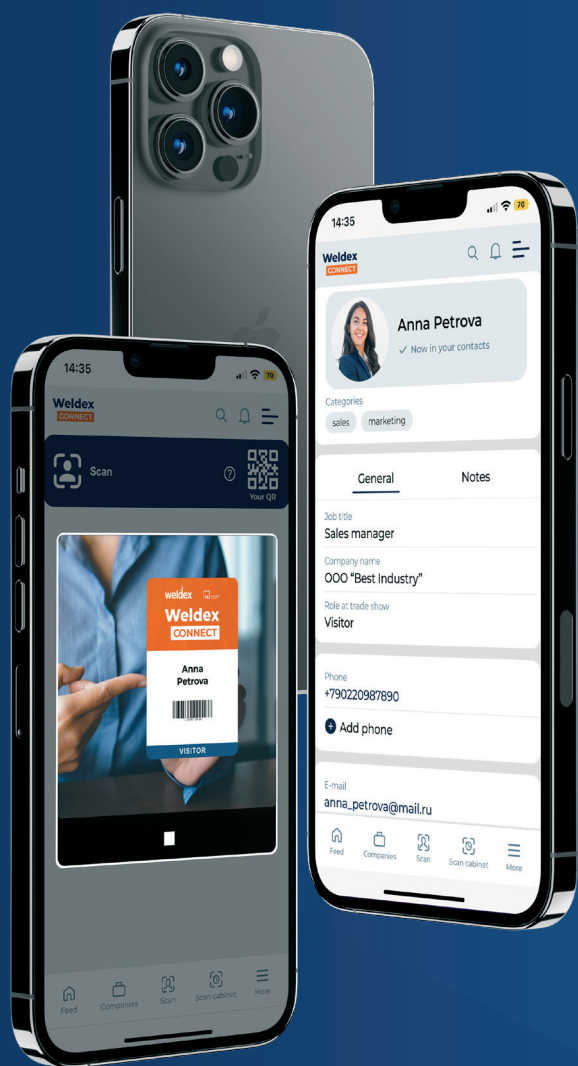 14:35
70
Weldex
CONNECT
Scan
Your QR
weldex
Weldex
CONNECT
Anna
Petrova
VISITOR
Feed
Companies
Scan
Scan cabinet
More
14:35
70
Weldex
CONNECT
Anna Petrova
Now in your contacts
Categories
sales
marketing
General
Notes
Job title
Sales manager
Company name
OOO “Best Industry”
Role at trade show
Visitor
Phone
+790220987890
Add phone
E-mail
anna_petrova@mail.ru
Feed
Companies
Scan
Scan cabinet
More